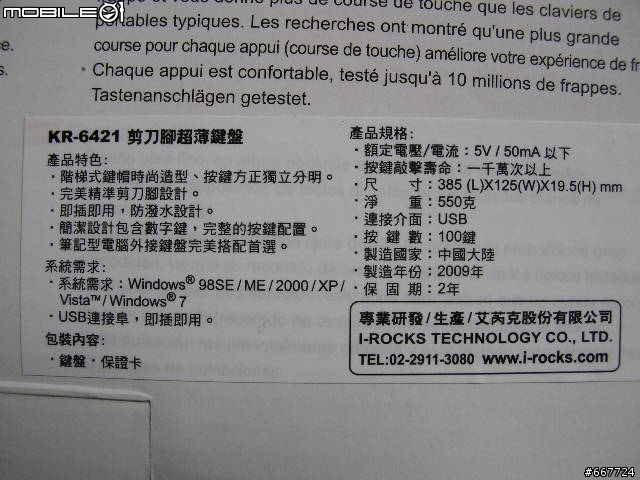 MOBILE01
et vous donne plus de course de touche que les claviers de
portables typiques. Les recherches ont montré qu'une plus grande
course pour chaque appui (course de touche) améliore votre expérience de fr
• Chaque appui est confortable, testé jusqu'à 10 millions de frappes.
Tastenanschlägen getestet.
KR-6421 剪刀腳超薄鍵盤
產品特色:
・階梯式鍵帽時尚造型、按鍵方正獨立分明。
・完美精準剪刀腳設計。
・即插即用,防潑水設計。
・簡潔設計包含數字鍵,完整的按鍵配置。
・筆記型電腦外接鍵盤完美搭配首選。
系統需求:
・系統需求: Windows® 98SE / ME / 2000 / XP /
Vista™ / Windows® 7
・USB連接阜,即插即用。
包裝內容:
・鍵盤・保證卡
產品規格:
・額定電壓/電流:5V / 50mA 以下
・按鍵敲擊壽命:一千萬次以上
・尺 寸:385 (L)X125(W)X19.5(H) mm
・淨 重:550克
・連接介面:USB
・按 鍵 數:100鍵
・製造國家:中國大陸
・製造年份:2009年
・保 固 期:2年
專業研發/生產/艾芮克股份有限公司
I-ROCKS TECHNOLOGY CO., LTD.
TEL:02-2911-3080 www.i-rocks.com
#667724